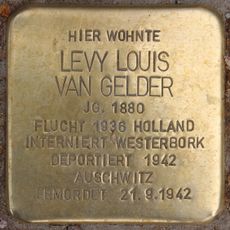 HIER WOHNTE
LEVY LOUIS
VAN GELDER
JG. 1880
FLUCHT 1936 HOLLAND
INTERNIERT WESTERBORK
DEPORTIERT 1942
AUSCHWITZ
ERMORDET 21.9.1942